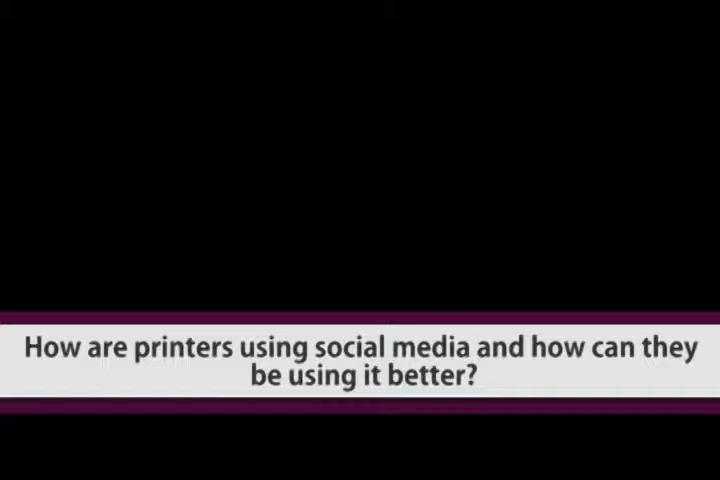 How are printers using social media and how can they
be using it better?